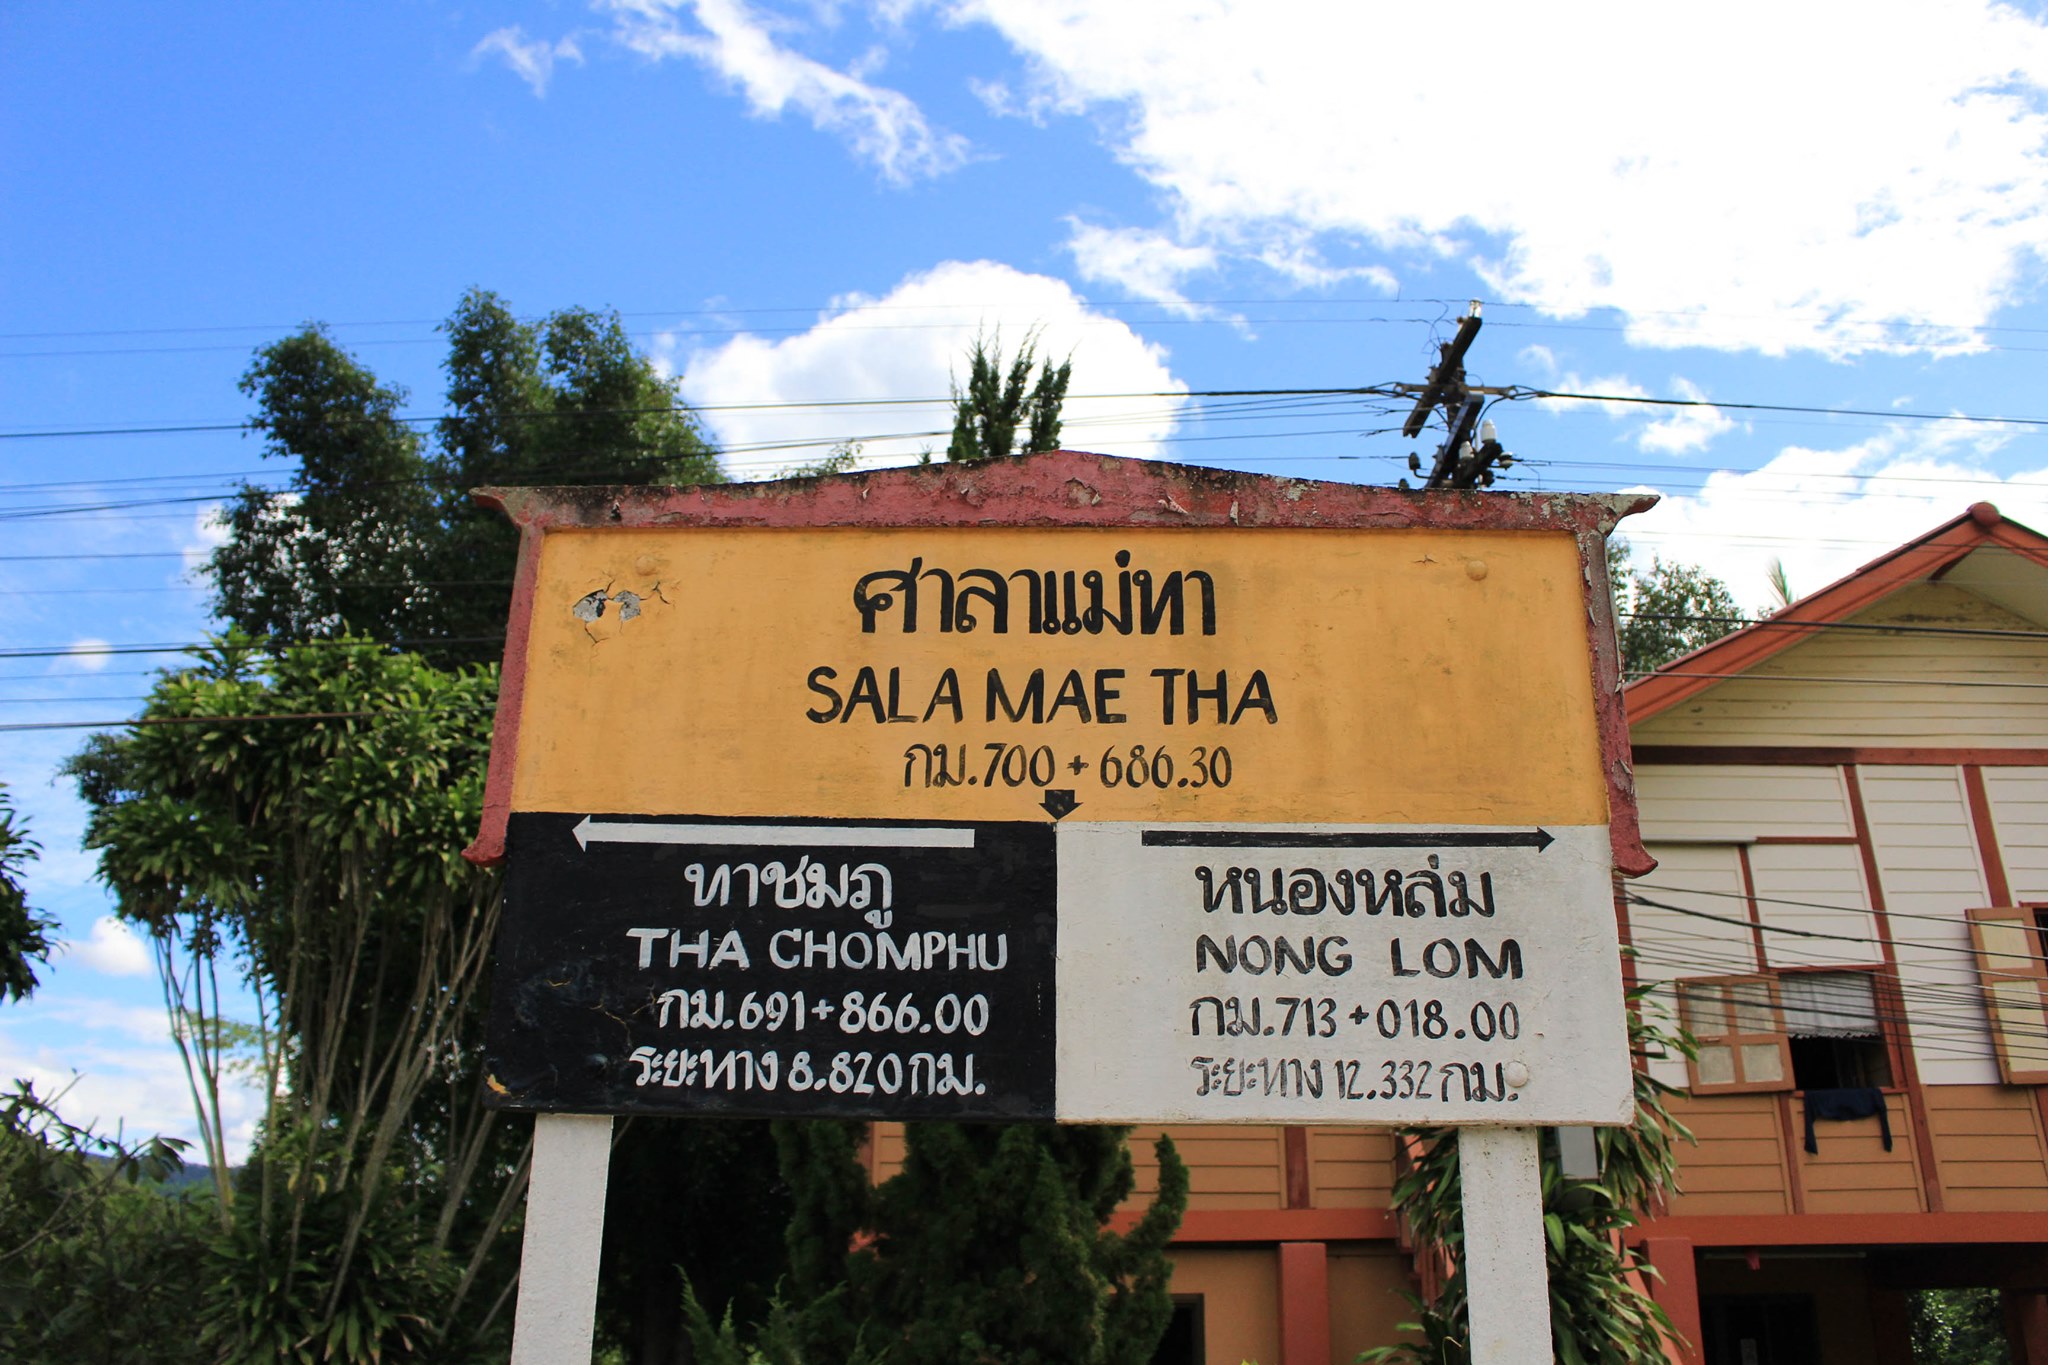 ศาลาแม่ทา
SALA MAE THA
กม.700+686.30
ทาชมภู
THA CHOMPHU
กม.691+866.00
ระยะทาง 8.820 กม.
หนองหล่ม
NONG LOM
กม.713+018.00
ระยะทาง 12.332 กม.